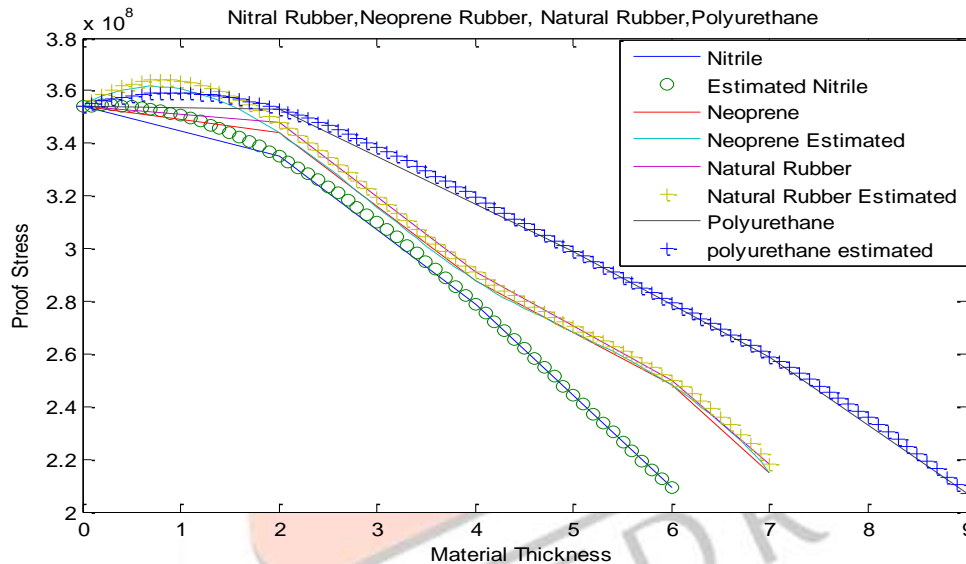 Nitral Rubber,Neoprene Rubber, Natural Rubber,Polyurethane
x 10^8
3.8
3.6
3.4
3.2
3
2.8
2.6
2.4
2.2
2
0 1 2 3 4 5 6 7 8 9
Proof Stress
Material Thickness
Nitrile
Estimated Nitrile
Neoprene
Neoprene Estimated
Natural Rubber
Natural Rubber Estimated
Polyurethane
polyurethane estimated